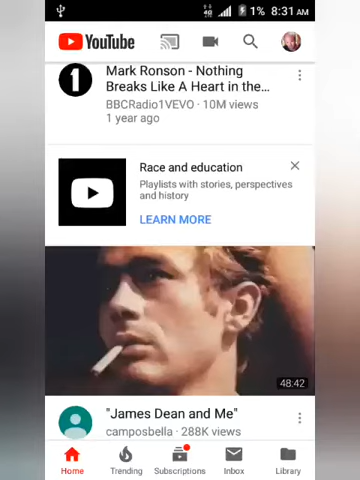 4G 1% 8:31 AM
YouTube
1
Mark Ronson - Nothing
Breaks Like A Heart in the...
BBCRadio1VEVO · 10M views
1 year ago
Race and education
Playlists with stories, perspectives
and history
LEARN MORE
48:42
"James Dean and Me"
camposbella · 288K views
Home Trending Subscriptions Inbox Library